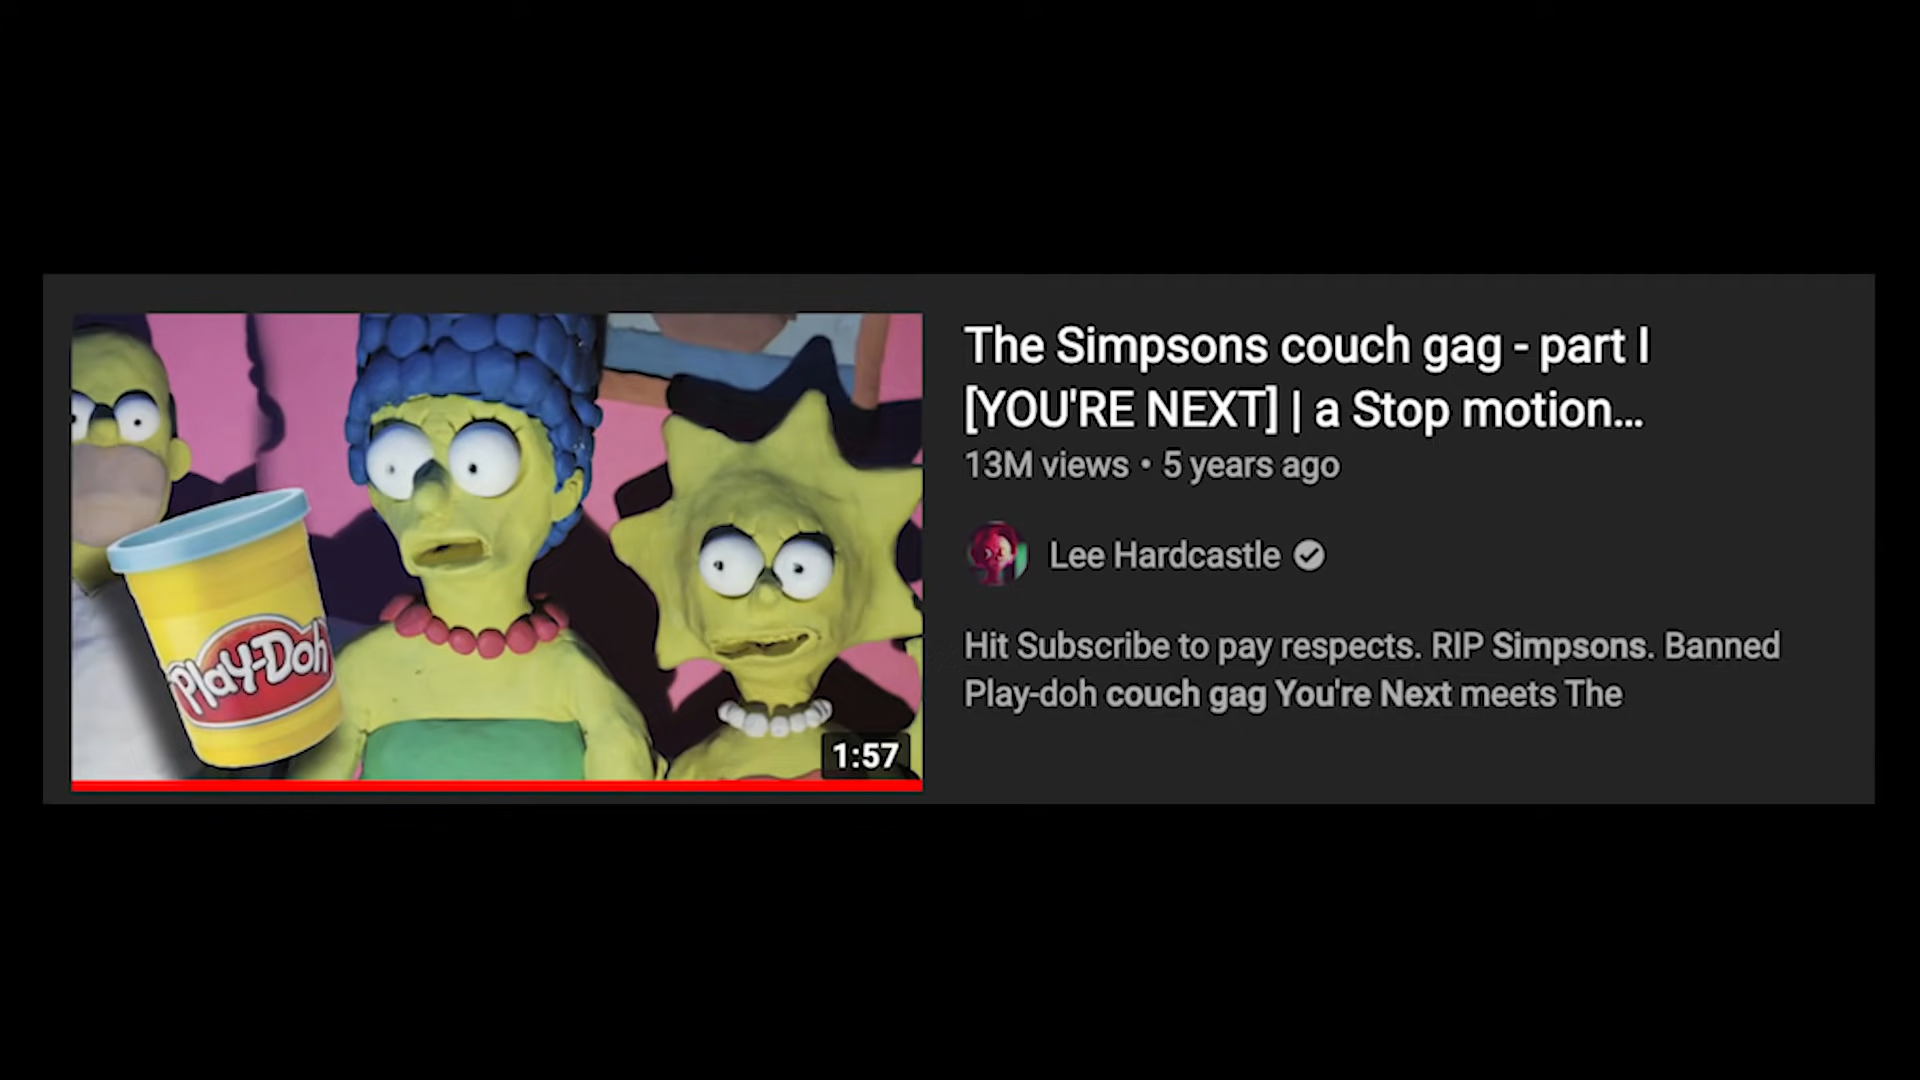 The Simpsons couch gag - part I
[YOU'RE NEXT] | a Stop motion...
13M views • 5 years ago
Lee Hardcastle
Hit Subscribe to pay respects. RIP Simpsons. Banned
Play-doh couch gag You're Next meets The
Play-Doh
1:57